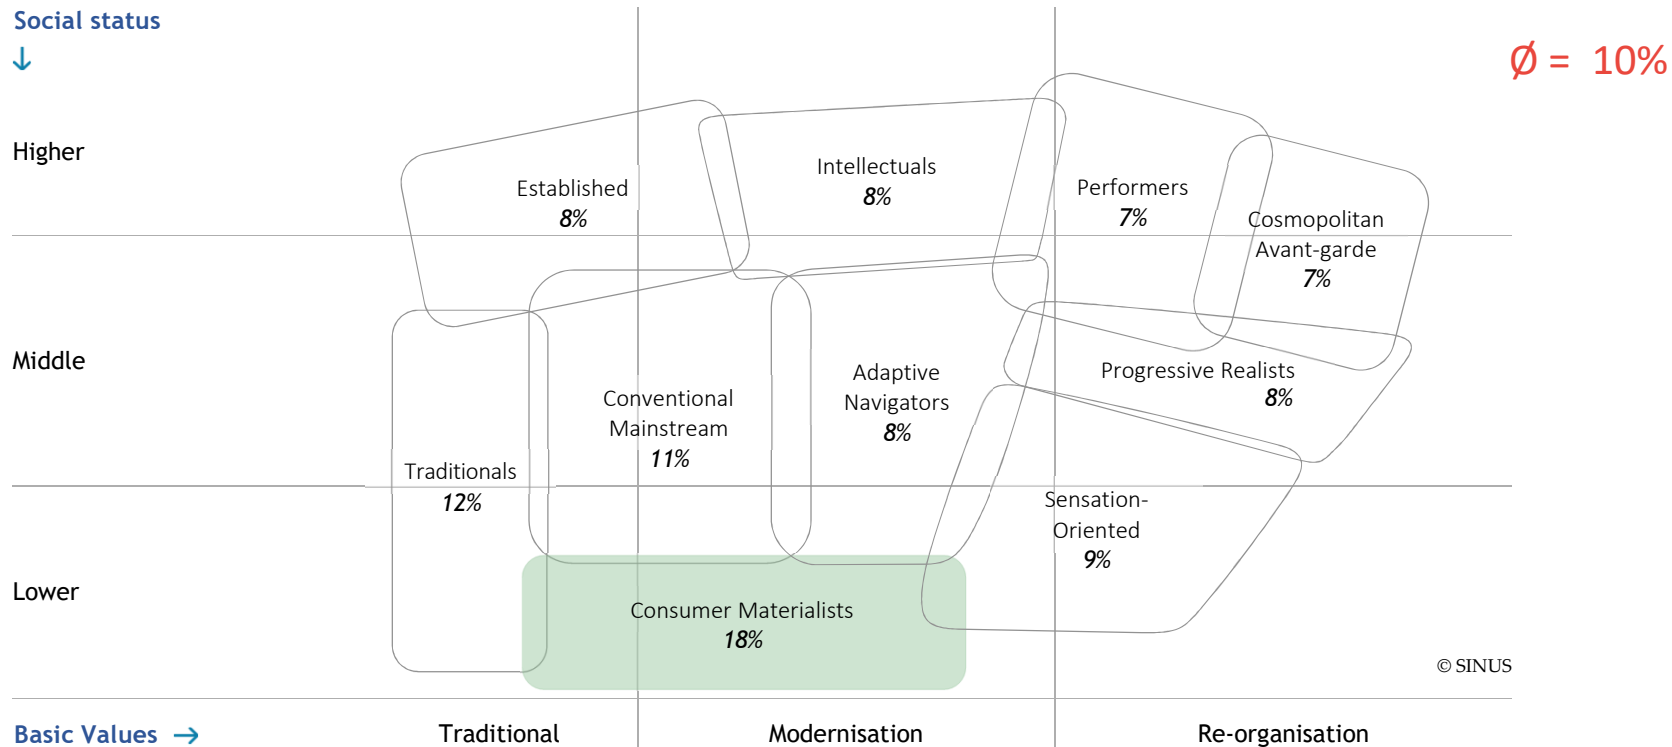 Social status
↓
Ø = 10%
Higher
Established
8%
Intellectuals
8%
Performers
7%
Cosmopolitan
Avant-garde
7%
Middle
Traditionals
12%
Conventional
Mainstream
11%
Adaptive
Navigators
8%
Progressive Realists
8%
Sensation-
Oriented
9%
Lower
Consumer Materialists
18%
© SINUS
Basic Values →
Traditional
Modernisation
Re-organisation